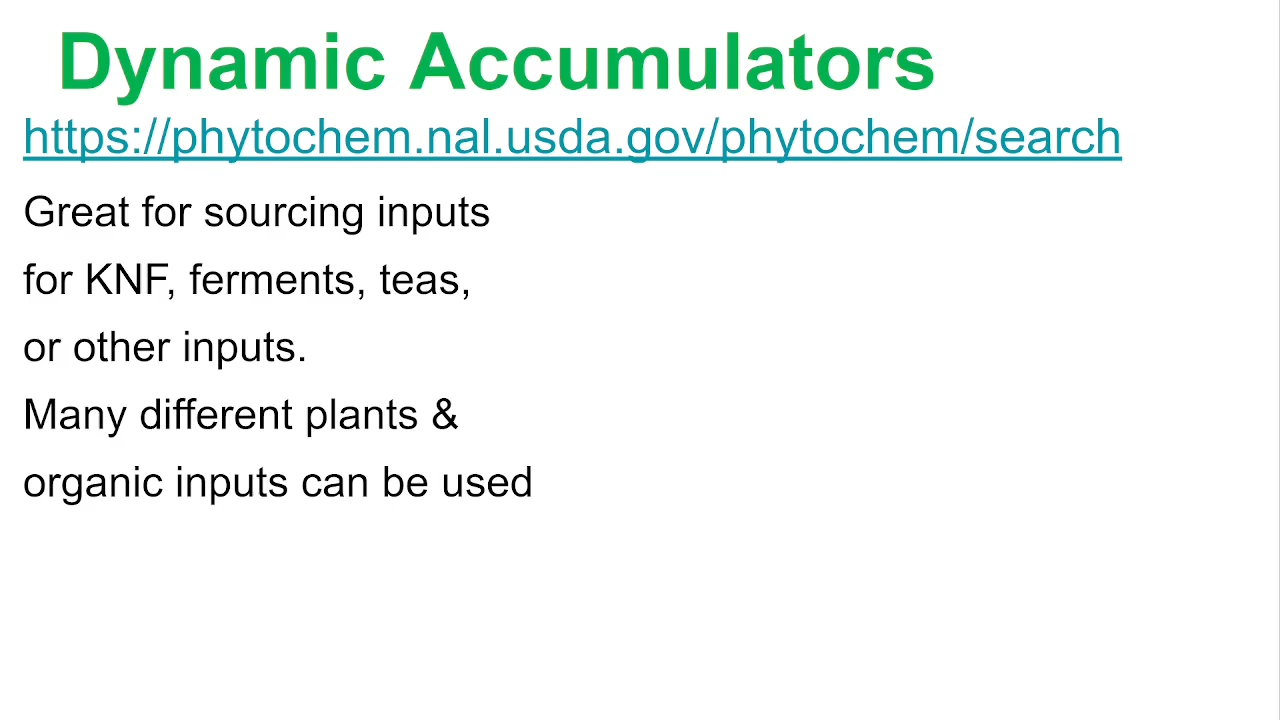 Dynamic Accumulators
https://phytochem.nal.usda.gov/phytochem/search
Great for sourcing inputs
for KNF, ferments, teas,
or other inputs.
Many different plants &
organic inputs can be used